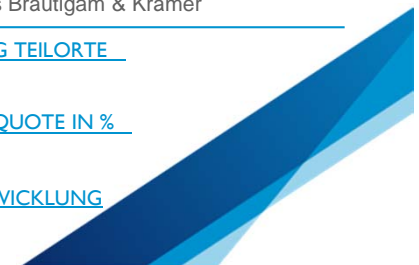 s Bräutigam & Krämer
G TEILORTE
QUOTE IN %
WICKLUNG